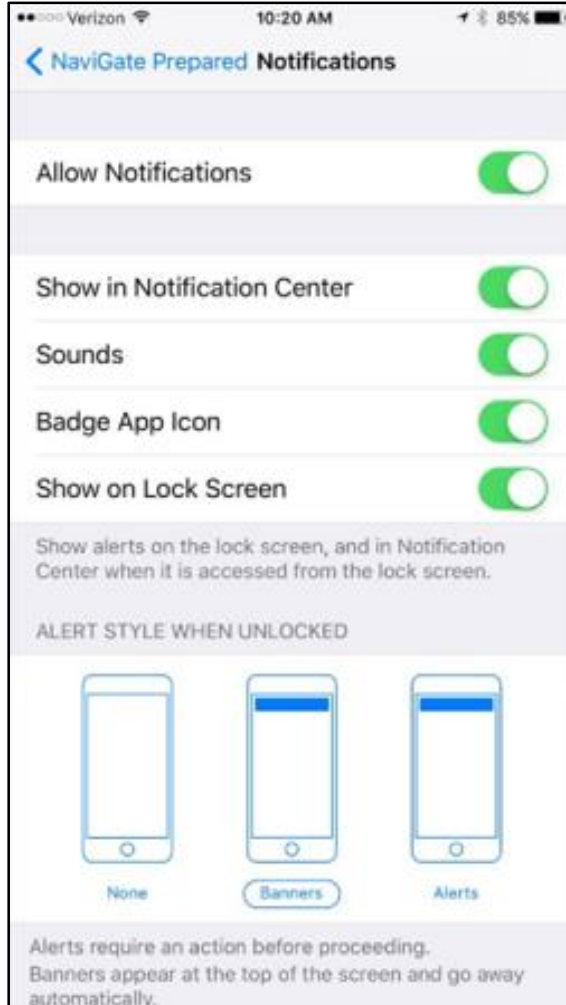 Verizon 10:20 AM 85%
NaviGate Prepared Notifications
Allow Notifications
Show in Notification Center
Sounds
Badge App Icon
Show on Lock Screen
Show alerts on the lock screen, and in Notification
Center when it is accessed from the lock screen.
ALERT STYLE WHEN UNLOCKED
None Banners Alerts
Alerts require an action before proceeding.
Banners appear at the top of the screen and go away
automatically.